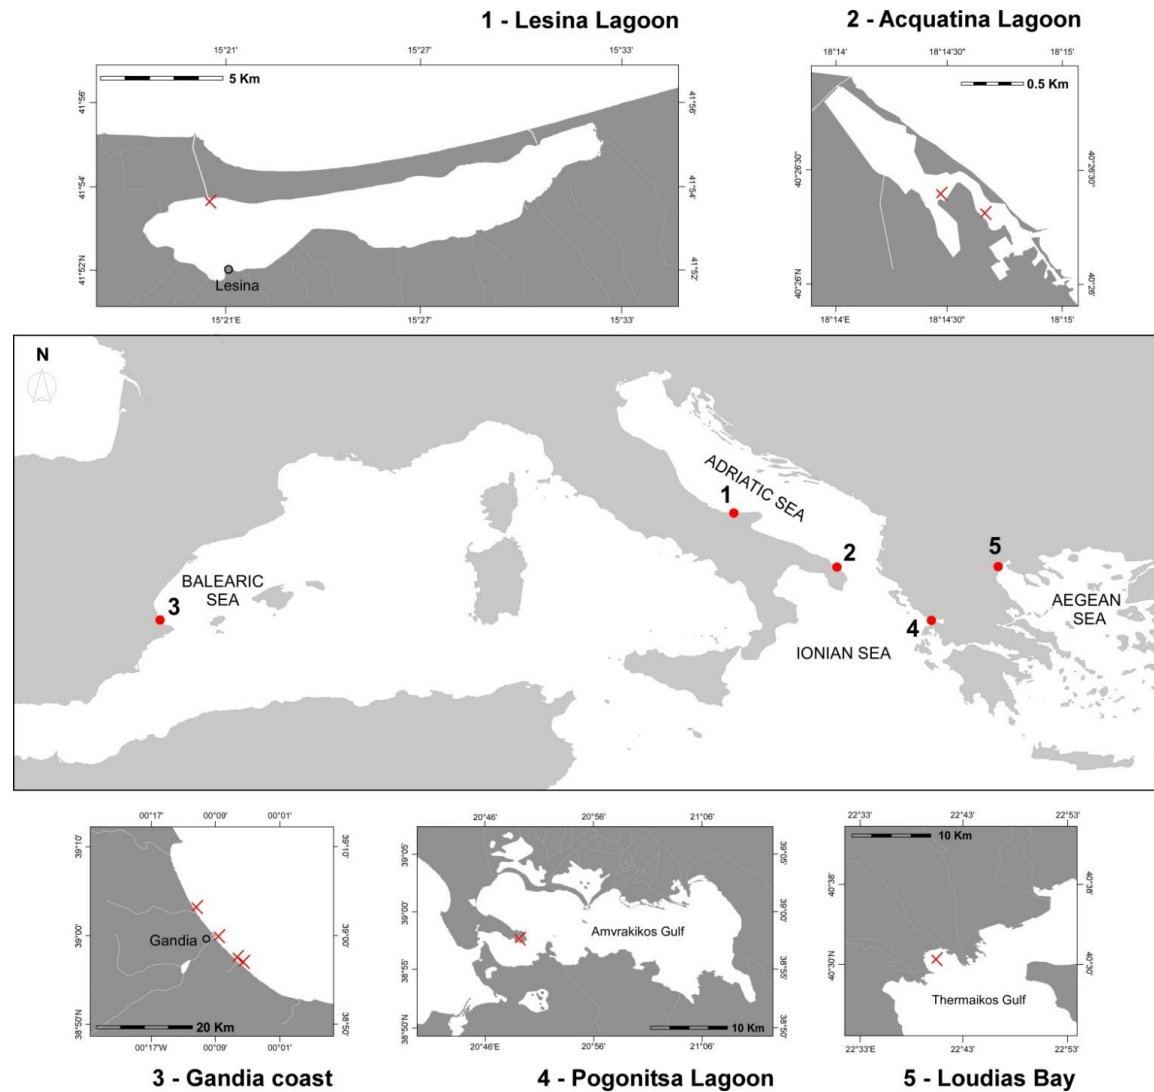 1 - Lesina Lagoon
2 - Acquatina Lagoon
15°21' 15°27' 15°33'
18°14' 18°14'30 18°15'
5 Km
0.5 Km
41°56'
41°56'
41°54'
41°54'
41°52'N
41°52'
40°26'30
40°26'30
40°26'N
40°26'
Lesina
15°21'E 15°27' 15°33'
18°14'E 18°14'30 18°15'
N
ADRIATIC SEA
1
2
5
BALEARIC
SEA
3
AEGEAN
SEA
4
IONIAN SEA
00°17' 00°09' 00°01
20°46 20°56' 21°06'
22°33' 22°43 22°53'
10 Km
39°10'
39°10'
39°05'
39°05'
40°38'
40°38'
39°00'
39°00'
Gandia
39°00'
39°00'
Amvrakikos Gulf
38°55'
38°55'
40°30'N
40°30'
Thermaikos Gulf
20 Km
10 Km
38°50'N
38°50'
38°50'N
38°50'
00°17'W 00°09' 00°01
20°46'E 20°56' 21°06'
22°33'E 22°43' 22°53'
3 - Gandia coast
4 - Pogonitsa Lagoon
5 - Loudias Bay